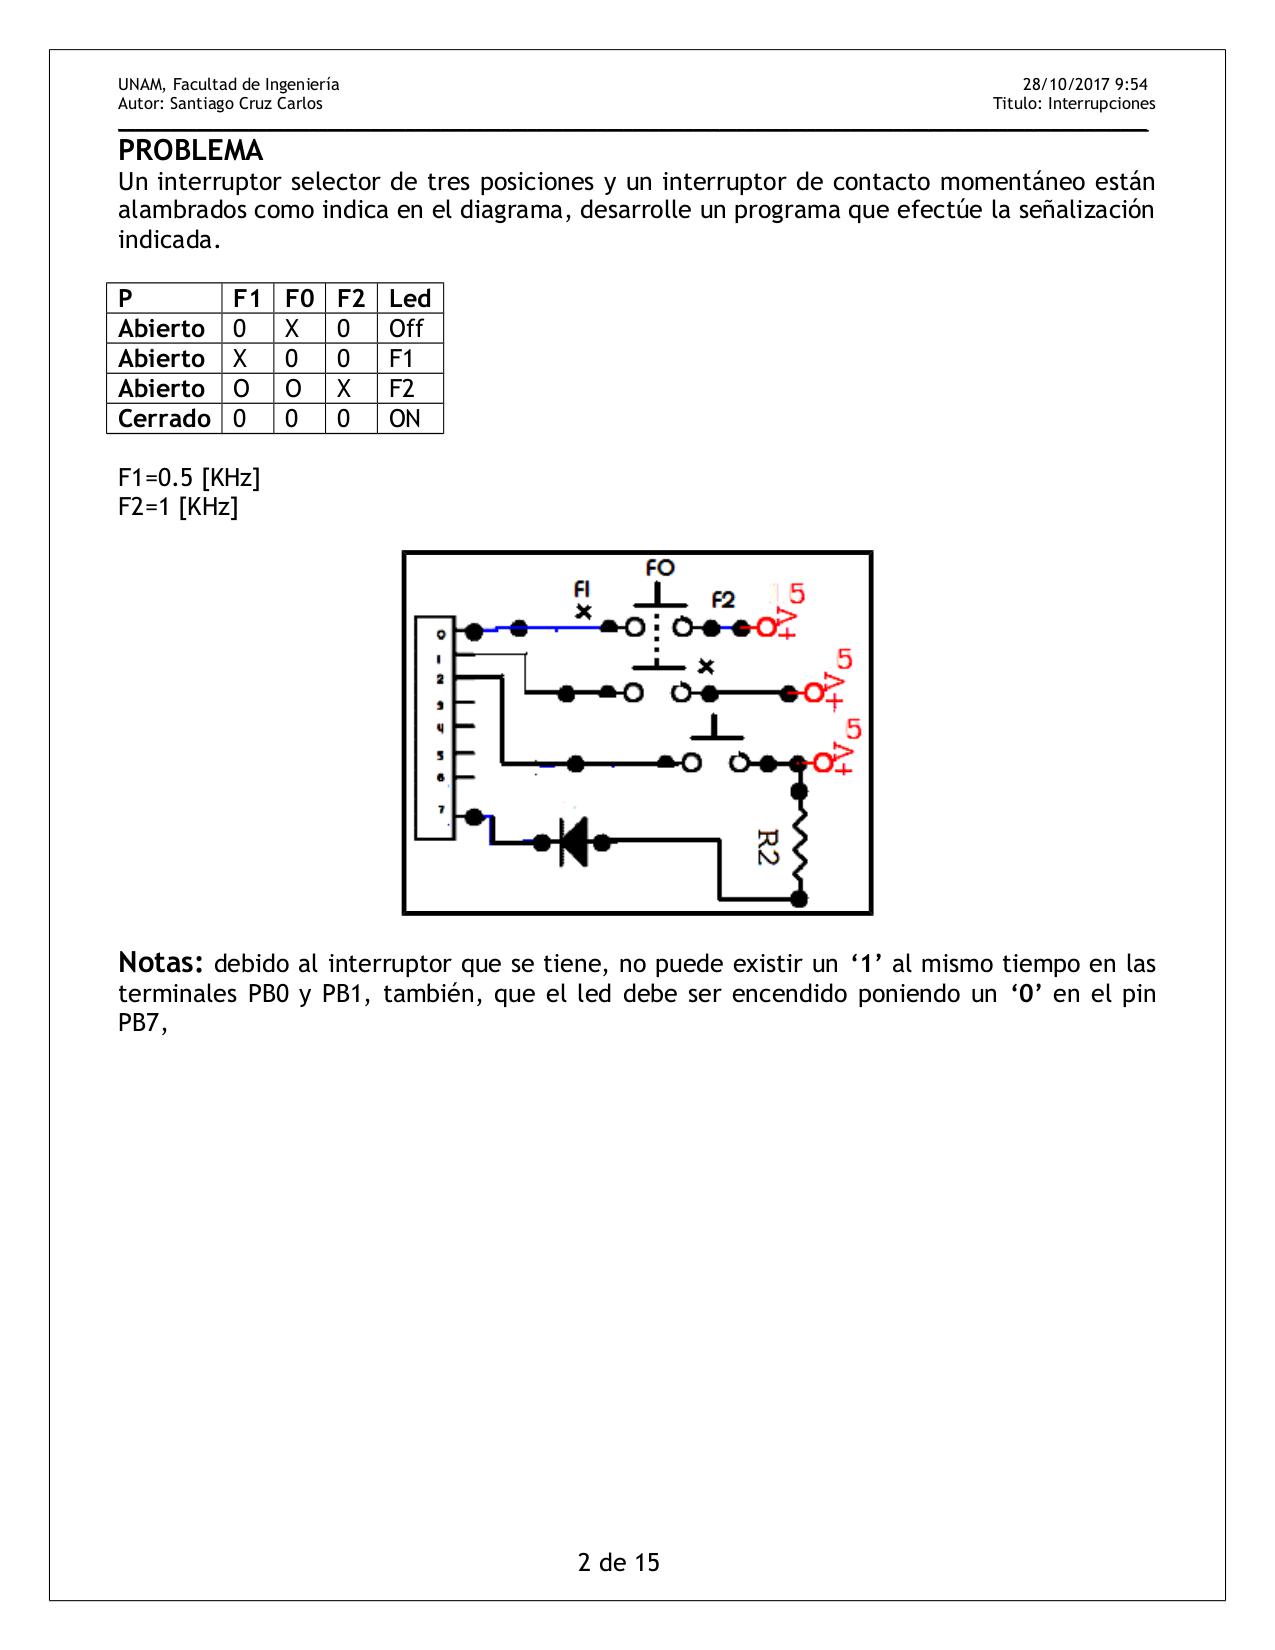 UNAM, Facultad de Ingeniería 28/10/2017 9:54
Autor: Santiago Cruz Carlos Titulo: Interrupciones
PROBLEMA
Un interruptor selector de tres posiciones y un interruptor de contacto momentáneo están
alambrados como indica en el diagrama, desarrolle un programa que efectúe la señalización
indicada.
P F1 F0 F2 Led
Abierto 0 X 0 Off
Abierto X 0 0 F1
Abierto O O X F2
Cerrado 0 0 0 ON
F1=0.5 [KHz]
F2=1 [KHz]
F0
F1
F2
x
x
+V5
+V5
+V5
0
1
2
3
4
5
6
7
R2
Notas: debido al interruptor que se tiene, no puede existir un ‘1’ al mismo tiempo en las
terminales PB0 y PB1, también, que el led debe ser encendido poniendo un ‘0’ en el pin
PB7,
2 de 15